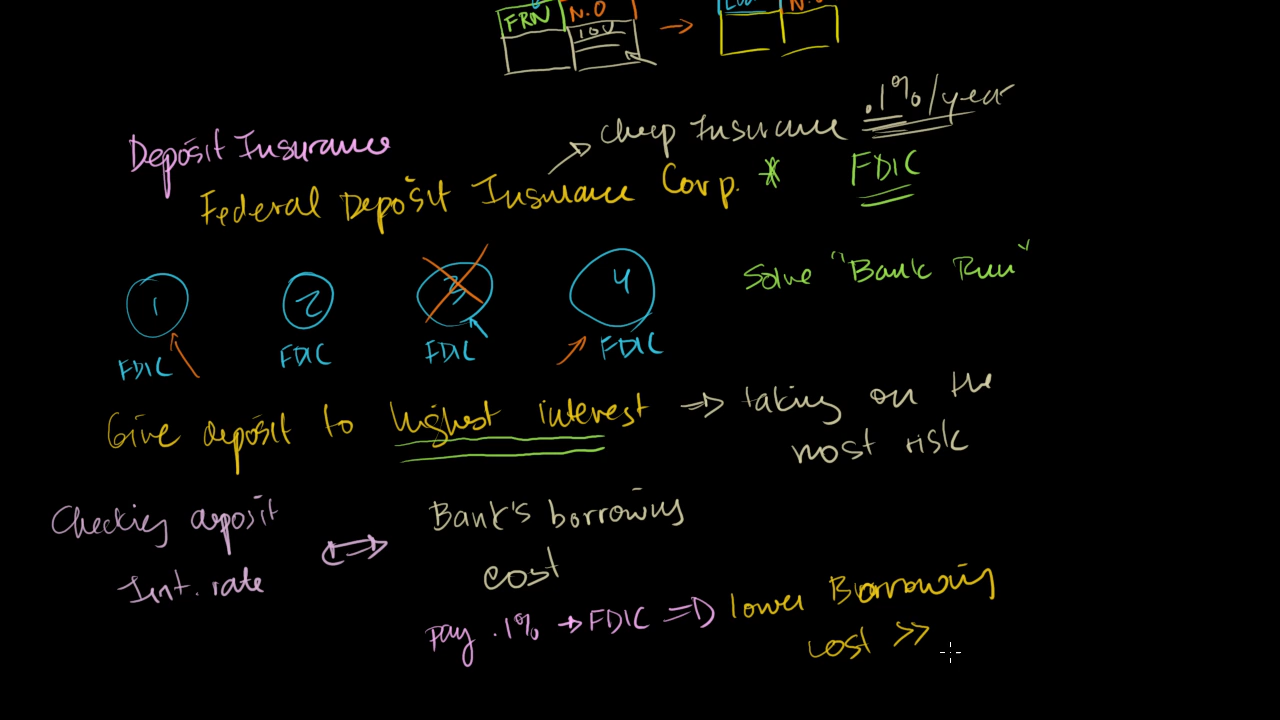 FRN N.O
IOU
N.O
Deposit Insurance
cheap Insurance .1%/year
Federal Deposit Insurance Corp. * FDIC
1 2 3 4
Solve "Bank Run"
FDIC FDIC FDIC FDIC
Give deposit to highest interest => taking on the
most risk
Checking deposit
Int. rate
Bank's borrowing
cost
Pay .1% → FDIC => lower Borrowing
cost >>